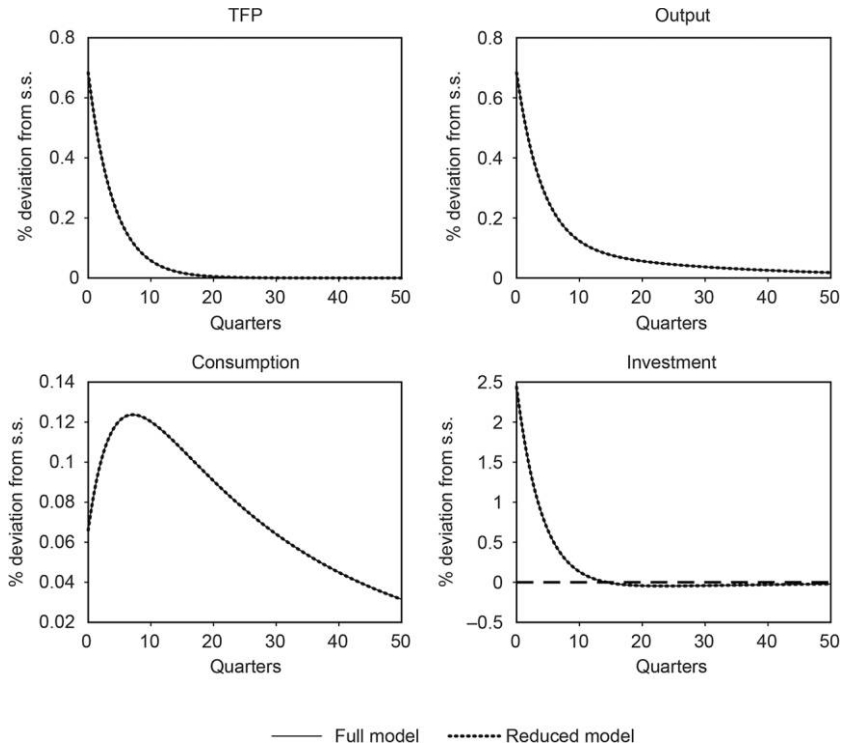 TFP
% deviation from s.s.
0.8
0.6
0.4
0.2
0
0 10 20 30 40 50
Quarters
Output
% deviation from s.s.
0.8
0.6
0.4
0.2
0
0 10 20 30 40 50
Quarters
Consumption
% deviation from s.s.
0.14
0.12
0.1
0.08
0.06
0.04
0.02
0 10 20 30 40 50
Quarters
Investment
% deviation from s.s.
2.5
2
1.5
1
0.5
0
–0.5
0 10 20 30 40 50
Quarters
Full model Reduced model